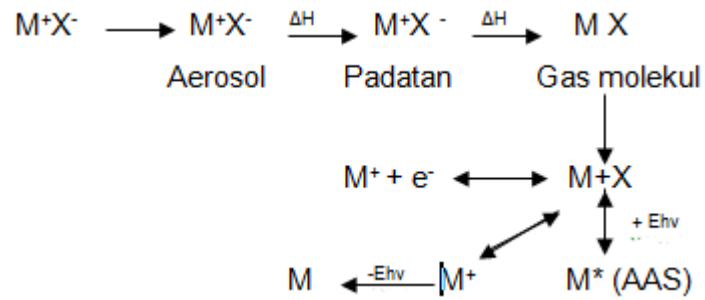 M⁺X⁻ M⁺X⁻ ΔH M⁺X ⁻ ΔH M X
Aerosol Padatan Gas molekul
M⁺ + e⁻ M+X
+ Ehv
M -Ehv M⁺ M* (AAS)